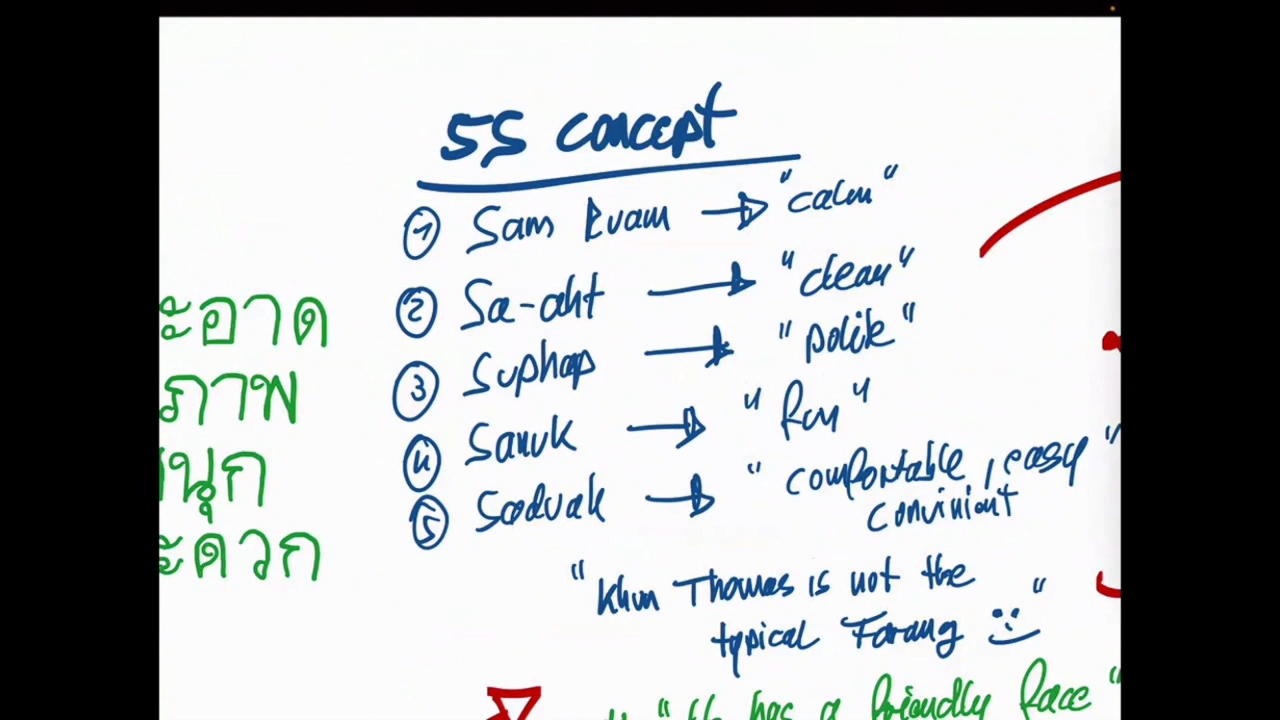 5S concept
1 Sam Ruam → "calm"
2 Sa-aht → "clean"
3 Suphap → "polite"
4 Sanuk → "fun"
5 Saduak → "comfortable, easy"
convinient
ะอาด
ภาพ
นุก
ะดวก
"Khun Thomas is not the
typical Farang :) "
"He has a friendly face"